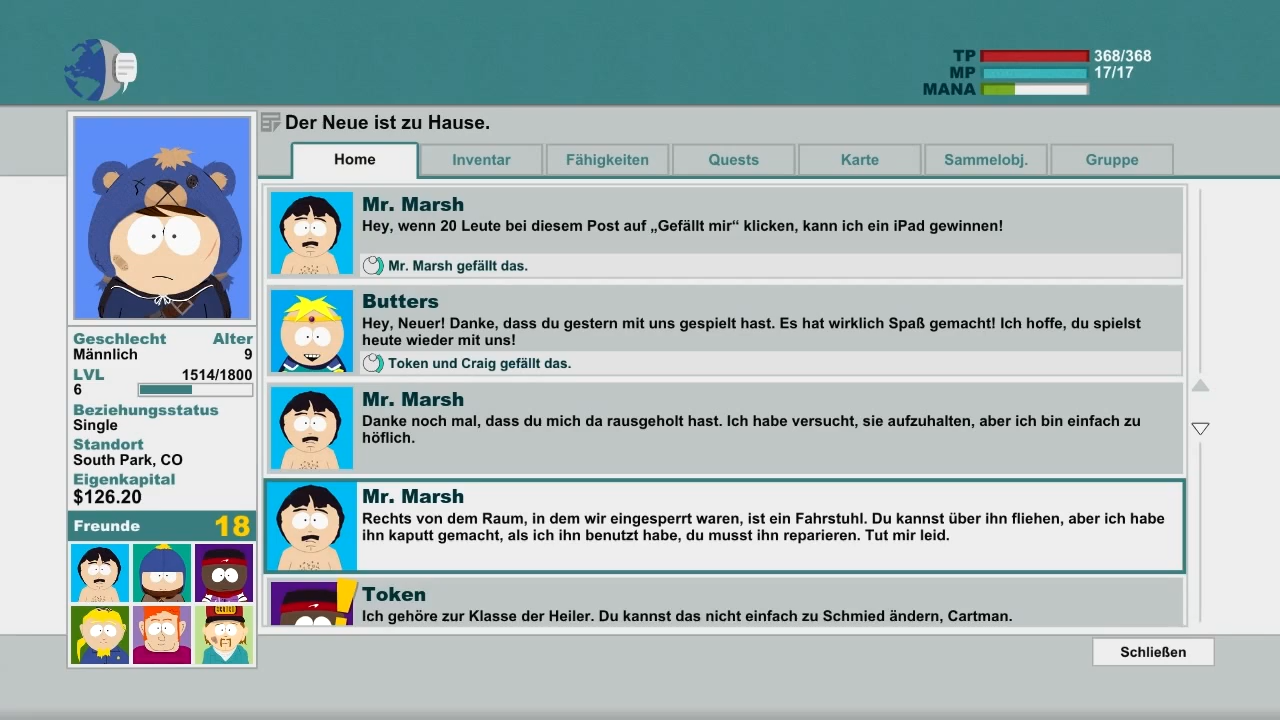 TP 368/368
MP 17/17
MANA
Der Neue ist zu Hause.
Home Inventar Fähigkeiten Quests Karte Sammelobj. Gruppe
Geschlecht Alter
Männlich 9
LVL 1514/1800
6
Beziehungsstatus
Single
Standort
South Park, CO
Eigenkapital
$126.20
Freunde 18
Mr. Marsh
Hey, wenn 20 Leute bei diesem Post auf „Gefällt mir“ klicken, kann ich ein iPad gewinnen!
Mr. Marsh gefällt das.
Butters
Hey, Neuer! Danke, dass du gestern mit uns gespielt hast. Es hat wirklich Spaß gemacht! Ich hoffe, du spielst
heute wieder mit uns!
Token und Craig gefällt das.
Mr. Marsh
Danke noch mal, dass du mich da rausgeholt hast. Ich habe versucht, sie aufzuhalten, aber ich bin einfach zu
höflich.
Mr. Marsh
Rechts von dem Raum, in dem wir eingesperrt waren, ist ein Fahrstuhl. Du kannst über ihn fliehen, aber ich habe
ihn kaputt gemacht, als ich ihn benutzt habe, du musst ihn reparieren. Tut mir leid.
Token
Ich gehöre zur Klasse der Heiler. Du kannst das nicht einfach zu Schmied ändern, Cartman.
Schließen